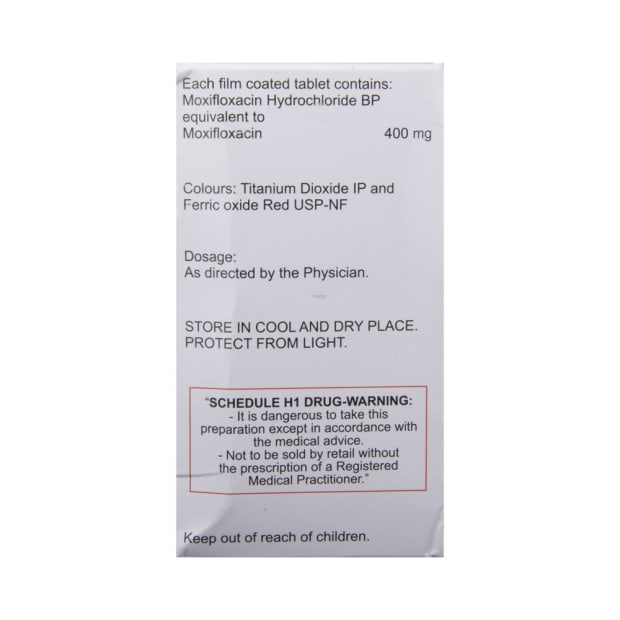 Each film coated tablet contains:
Moxifloxacin Hydrochloride BP
equivalent to
Moxifloxacin 400 mg
Colours: Titanium Dioxide IP and
Ferric oxide Red USP-NF
Dosage:
As directed by the Physician.
STORE IN COOL AND DRY PLACE.
PROTECT FROM LIGHT.
"SCHEDULE H1 DRUG-WARNING:
- It is dangerous to take this
preparation except in accordance with
the medical advice.
- Not to be sold by retail without
the prescription of a Registered
Medical Practitioner."
Keep out of reach of children.